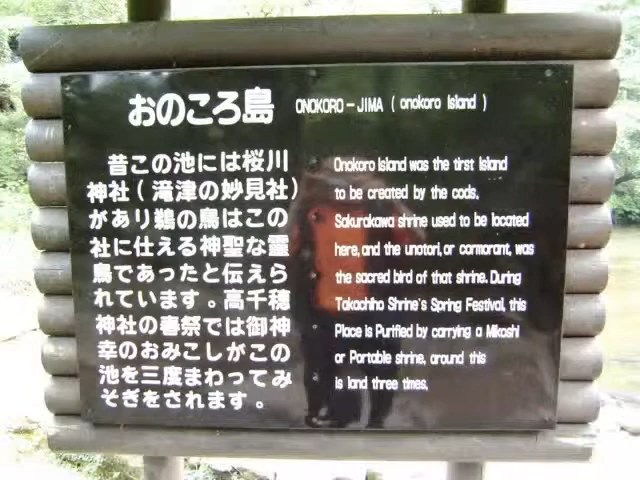 おのころ島 ONOKORO-JIMA ( onokoro Island )
昔この池には桜川
神社(滝津の妙見社)
があり鵜の鳥はこの
社に仕える神聖な霊
鳥であったと伝えら
れています。高千穂
神社の春祭では御神
幸のおみこしがこの
池を三度まわってみ
そぎをされます。
Onokoro Island was the tirst Island
to be created by the cods.
Sakurakawa shrine used to be located
here, and the unotori, or cormorant, was
the sacred bird of that shrine. During
Takachiho Shrine's Spring Festival, this
Place is Purified by carrying a Mikoshi
or Portable shrine, around this
is land three times.